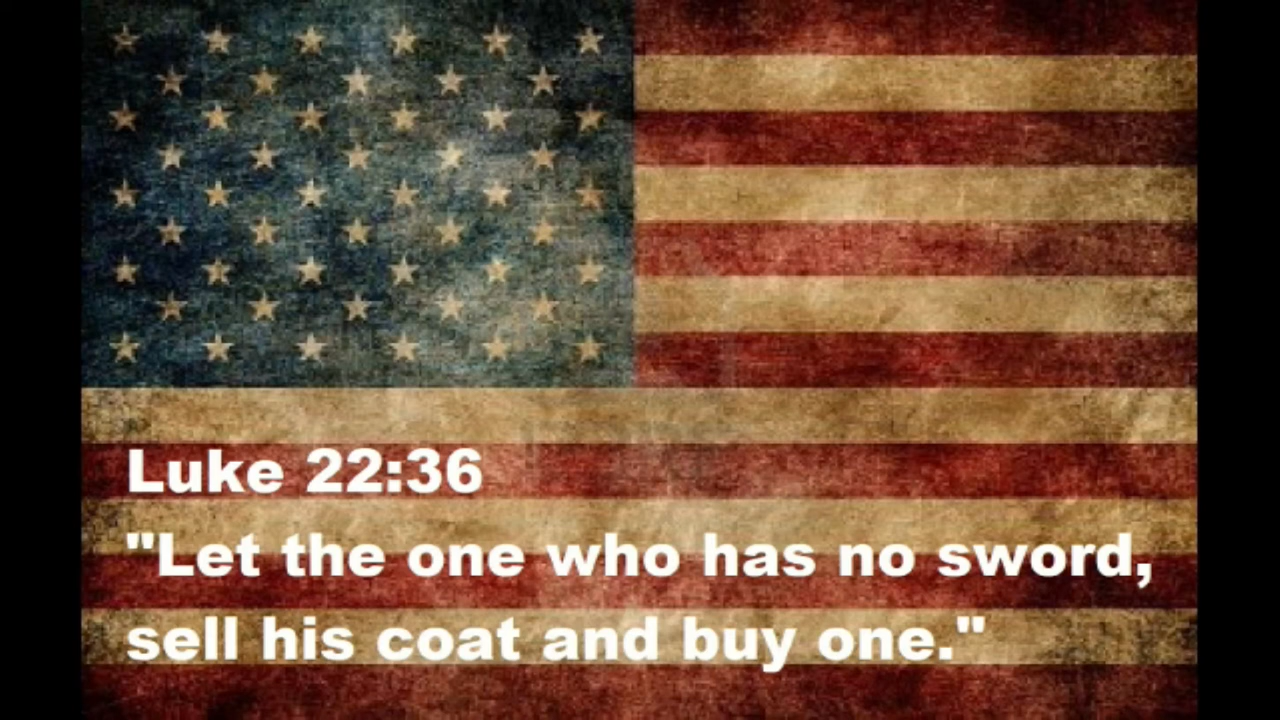 Luke 22:36
"Let the one who has no sword,
sell his coat and buy one."